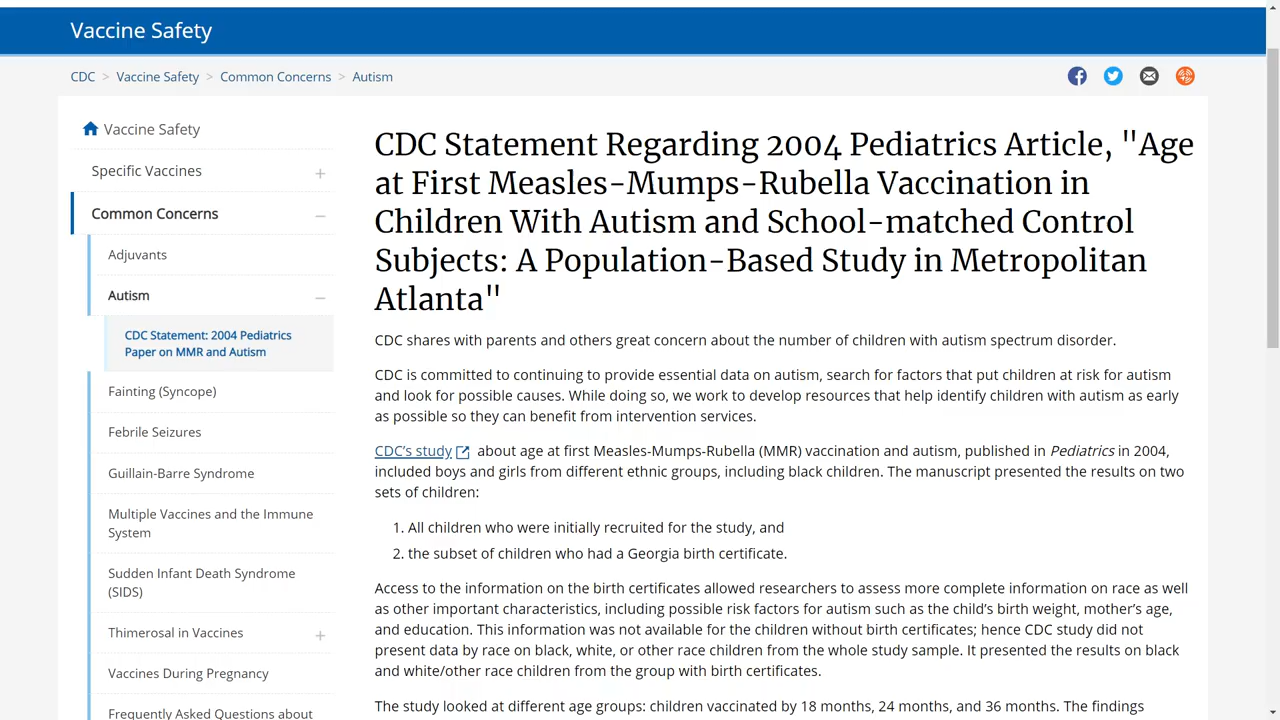 Vaccine Safety
CDC > Vaccine Safety > Common Concerns > Autism
Vaccine Safety
Specific Vaccines
Common Concerns
Adjuvants
Autism
CDC Statement: 2004 Pediatrics
Paper on MMR and Autism
Fainting (Syncope)
Febrile Seizures
Guillain-Barre Syndrome
Multiple Vaccines and the Immune
System
Sudden Infant Death Syndrome
(SIDS)
Thimerosal in Vaccines
Vaccines During Pregnancy
Frequently Asked Questions about
CDC Statement Regarding 2004 Pediatrics Article, "Age
at First Measles-Mumps-Rubella Vaccination in
Children With Autism and School-matched Control
Subjects: A Population-Based Study in Metropolitan
Atlanta"
CDC shares with parents and others great concern about the number of children with autism spectrum disorder.
CDC is committed to continuing to provide essential data on autism, search for factors that put children at risk for autism
and look for possible causes. While doing so, we work to develop resources that help identify children with autism as early
as possible so they can benefit from intervention services.
CDC's study about age at first Measles-Mumps-Rubella (MMR) vaccination and autism, published in Pediatrics in 2004,
included boys and girls from different ethnic groups, including black children. The manuscript presented the results on two
sets of children:
1. All children who were initially recruited for the study, and
2. the subset of children who had a Georgia birth certificate.
Access to the information on the birth certificates allowed researchers to assess more complete information on race as well
as other important characteristics, including possible risk factors for autism such as the child's birth weight, mother's age,
and education. This information was not available for the children without birth certificates; hence CDC study did not
present data by race on black, white, or other race children from the whole study sample. It presented the results on black
and white/other race children from the group with birth certificates.
The study looked at different age groups: children vaccinated by 18 months, 24 months, and 36 months. The findings